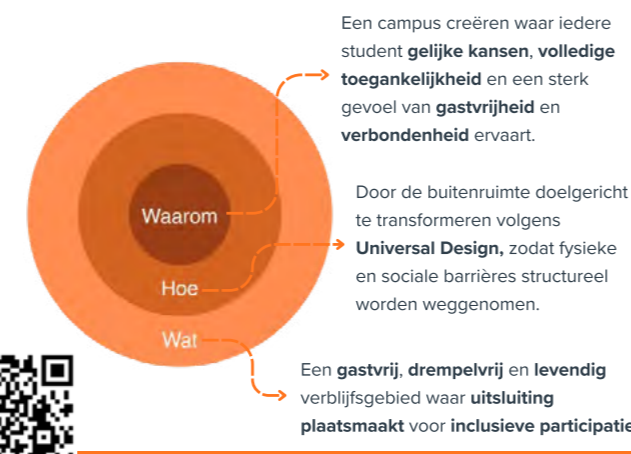 Een campus creëren waar iedere
student gelijke kansen, volledige
toegankelijkheid en een sterk
gevoel van gastvrijheid en
verbondenheid ervaart.
Waarom
Door de buitenruimte doelgericht
te transformeren volgens
Universal Design, zodat fysieke
en sociale barrières structureel
worden weggenomen.
Hoe
Wat
Een gastvrij, drempelvrij en levendig
verblijfsgebied waar uitsluiting
plaatsmaakt voor inclusieve participatie